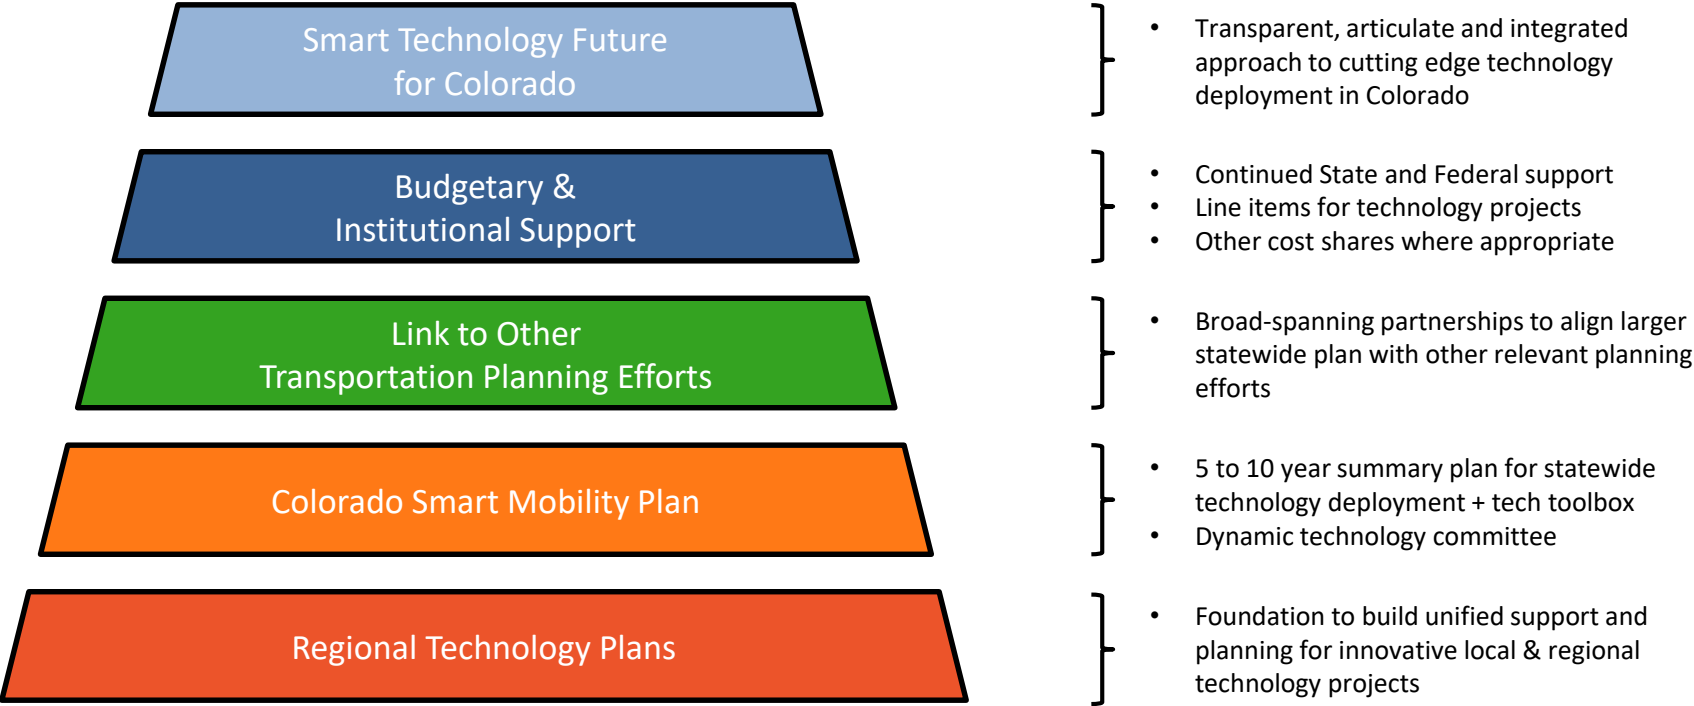 Smart Technology Future
for Colorado
• Transparent, articulate and integrated
approach to cutting edge technology
deployment in Colorado
Budgetary &
Institutional Support
• Continued State and Federal support
• Line items for technology projects
• Other cost shares where appropriate
Link to Other
Transportation Planning Efforts
• Broad-spanning partnerships to align larger
statewide plan with other relevant planning
efforts
Colorado Smart Mobility Plan
• 5 to 10 year summary plan for statewide
technology deployment + tech toolbox
• Dynamic technology committee
Regional Technology Plans
• Foundation to build unified support and
planning for innovative local & regional
technology projects